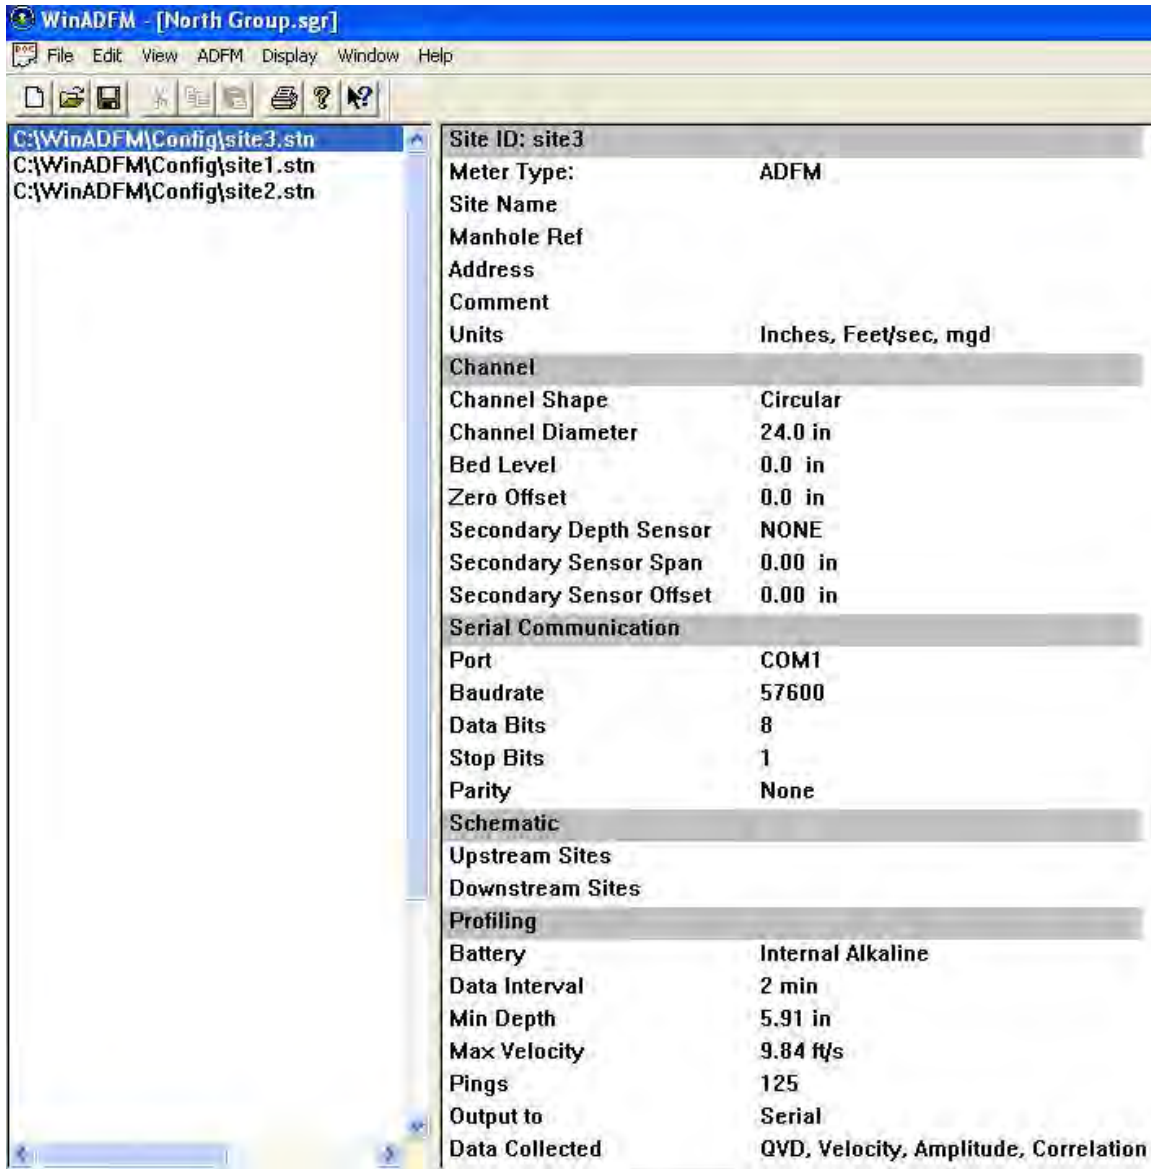 WinADFM - [North Group.sgr]
File Edit View ADFM Display Window Help
C:\WinADFM\Config\site3.stn
C:\WinADFM\Config\site1.stn
C:\WinADFM\Config\site2.stn
Site ID: site3
Meter Type: ADFM
Site Name
Manhole Ref
Address
Comment
Units Inches, Feet/sec, mgd
Channel
Channel Shape Circular
Channel Diameter 24.0 in
Bed Level 0.0 in
Zero Offset 0.0 in
Secondary Depth Sensor NONE
Secondary Sensor Span 0.00 in
Secondary Sensor Offset 0.00 in
Serial Communication
Port COM1
Baudrate 57600
Data Bits 8
Stop Bits 1
Parity None
Schematic
Upstream Sites
Downstream Sites
Profiling
Battery Internal Alkaline
Data Interval 2 min
Min Depth 5.91 in
Max Velocity 9.84 ft/s
Pings 125
Output to Serial
Data Collected QVD, Velocity, Amplitude, Correlation